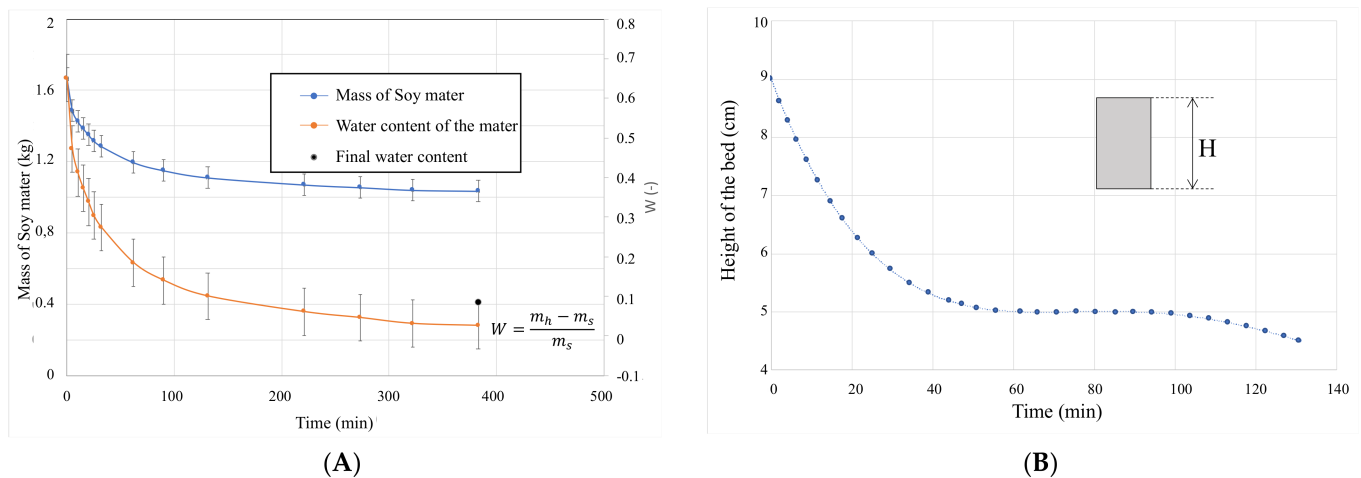 2
1.6
1.2
0.8
0.4
0
Mass of Soy mater (kg)
0.8
0.7
0.6
0.5
0.4
0.3
0.2
0.1
0
-0.1
W (-)
Mass of Soy mater
Water content of the mater
Final water content
W = \frac{m_h - m_s}{m_s}
0 100 200 300 400 500
Time (min)
(A)
10
9
8
7
6
5
4
Height of the bed (cm)
H
0 20 40 60 80 100 120 140
Time (min)
(B)